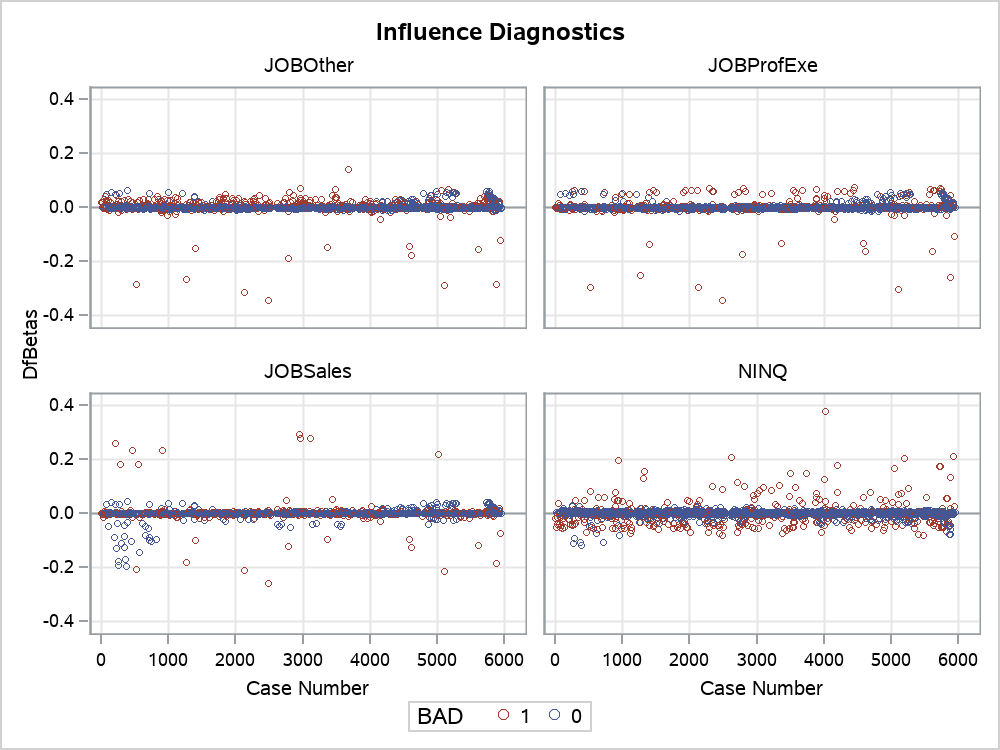 Influence Diagnostics
JOBOther
JOBProfExe
0.4
0.2
0.0
-0.2
-0.4
DfBetas
JOBSales
NINQ
0.4
0.2
0.0
-0.2
-0.4
0 1000 2000 3000 4000 5000 6000
0 1000 2000 3000 4000 5000 6000
Case Number
Case Number
BAD 1 0